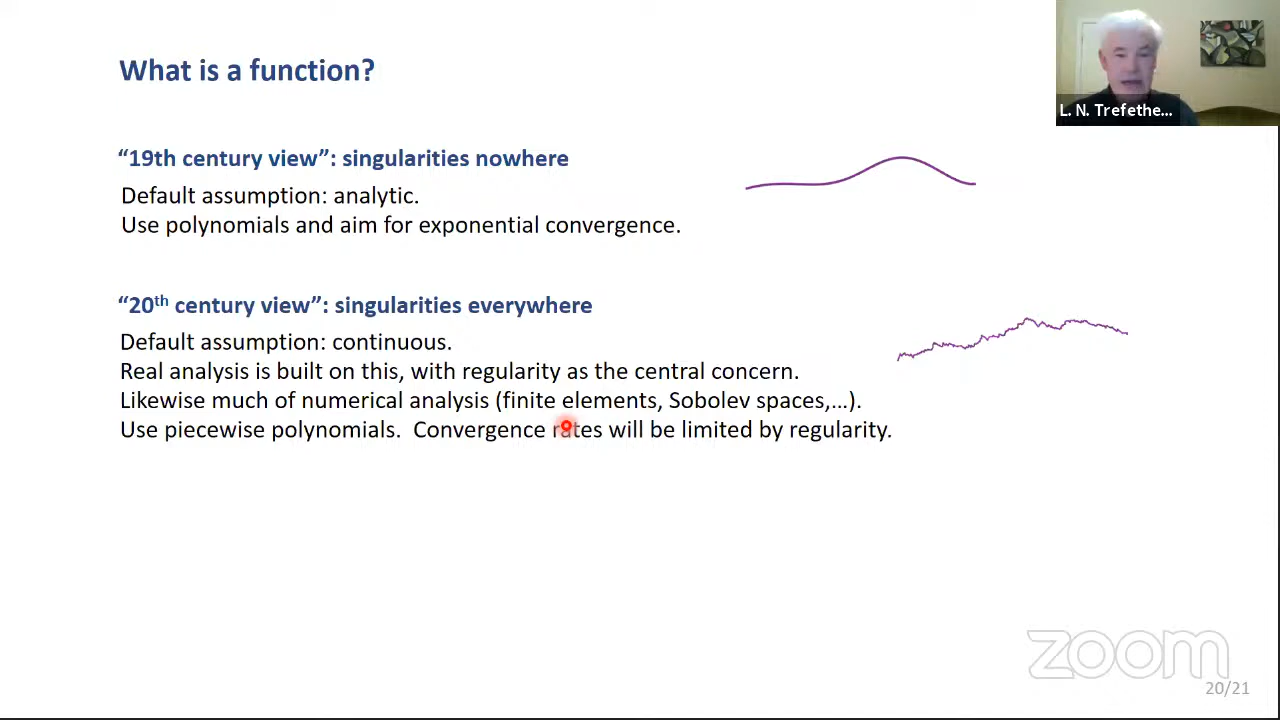 What is a function?
L. N. Trefethe...
“19th century view”: singularities nowhere
Default assumption: analytic.
Use polynomials and aim for exponential convergence.
“20th century view”: singularities everywhere
Default assumption: continuous.
Real analysis is built on this, with regularity as the central concern.
Likewise much of numerical analysis (finite elements, Sobolev spaces,...).
Use piecewise polynomials.  Convergence rates will be limited by regularity.
zoom
20/21